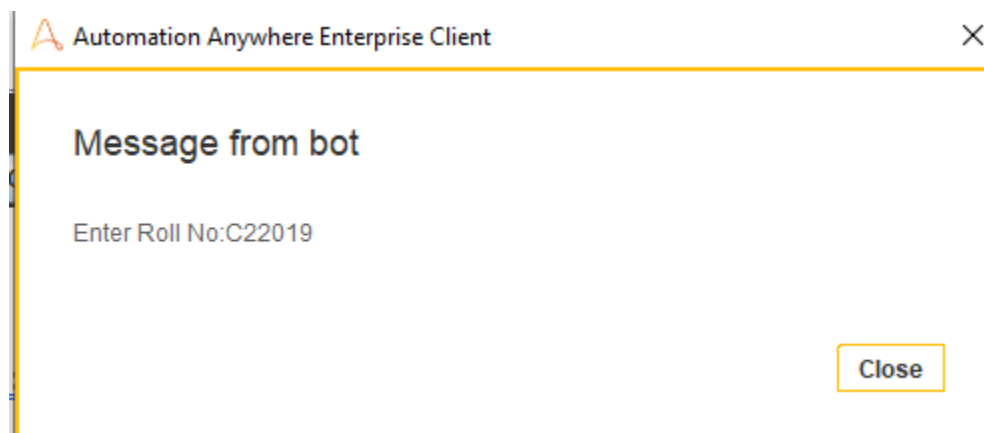 Automation Anywhere Enterprise Client
Message from bot
Enter Roll No:C22019
Close